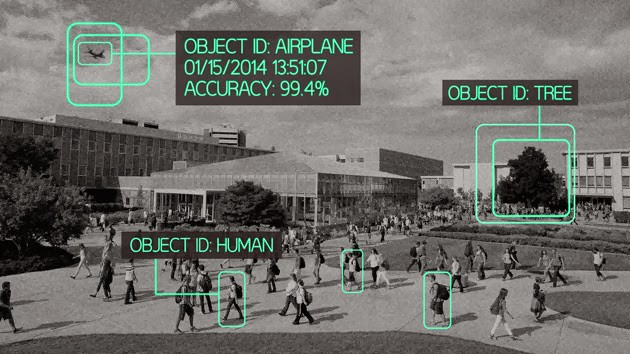 OBJECT ID: AIRPLANE
01/15/2014 13:51:07
ACCURACY: 99.4%
OBJECT ID: TREE
OBJECT ID: HUMAN